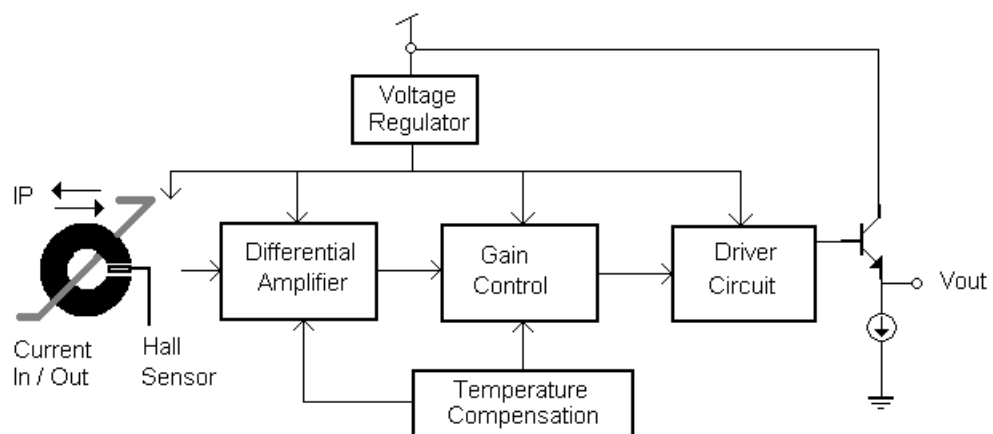 Voltage
Regulator
IP
Differential
Amplifier
Gain
Control
Driver
Circuit
Vout
Current
In / Out
Hall
Sensor
Temperature
Compensation